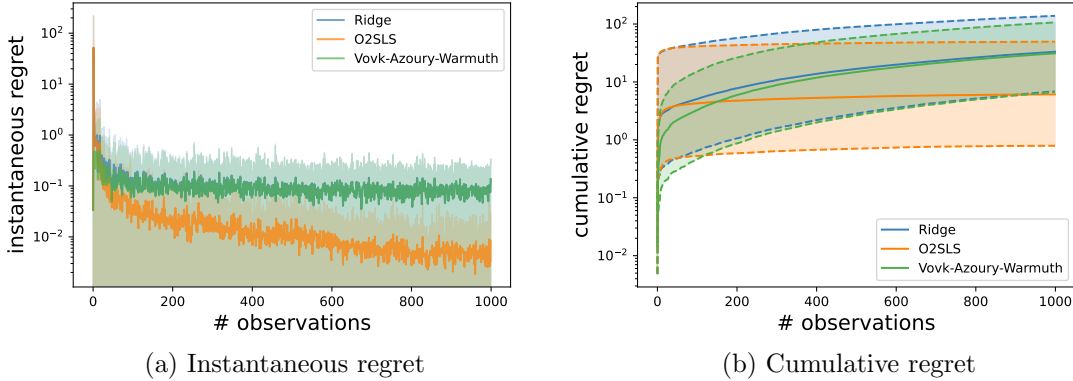 instantaneous regret
10²
10¹
10⁰
10⁻¹
10⁻²
0 200 400 600 800 1000
# observations
Ridge
O2SLS
Vovk-Azoury-Warmuth
(a) Instantaneous regret
cumulative regret
10²
10¹
10⁰
10⁻¹
10⁻²
0 200 400 600 800 1000
# observations
Ridge
O2SLS
Vovk-Azoury-Warmuth
(b) Cumulative regret